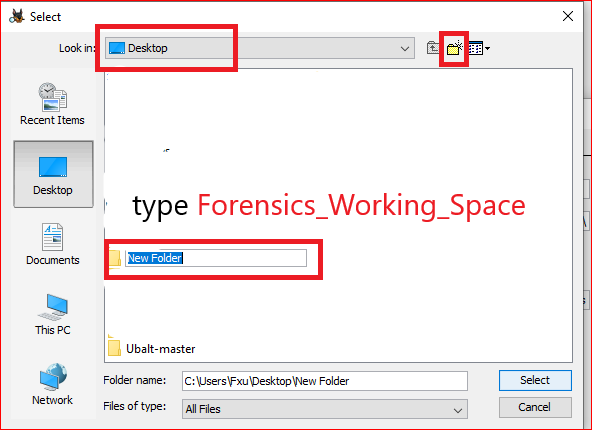 Select
Look in:
Desktop
Recent Items
Desktop
Documents
This PC
Network
type Forensics_Working_Space
New Folder
Ubalt-master
Folder name:
C:\Users\Fxu\Desktop\New Folder
Select
Files of type:
All Files
Cancel